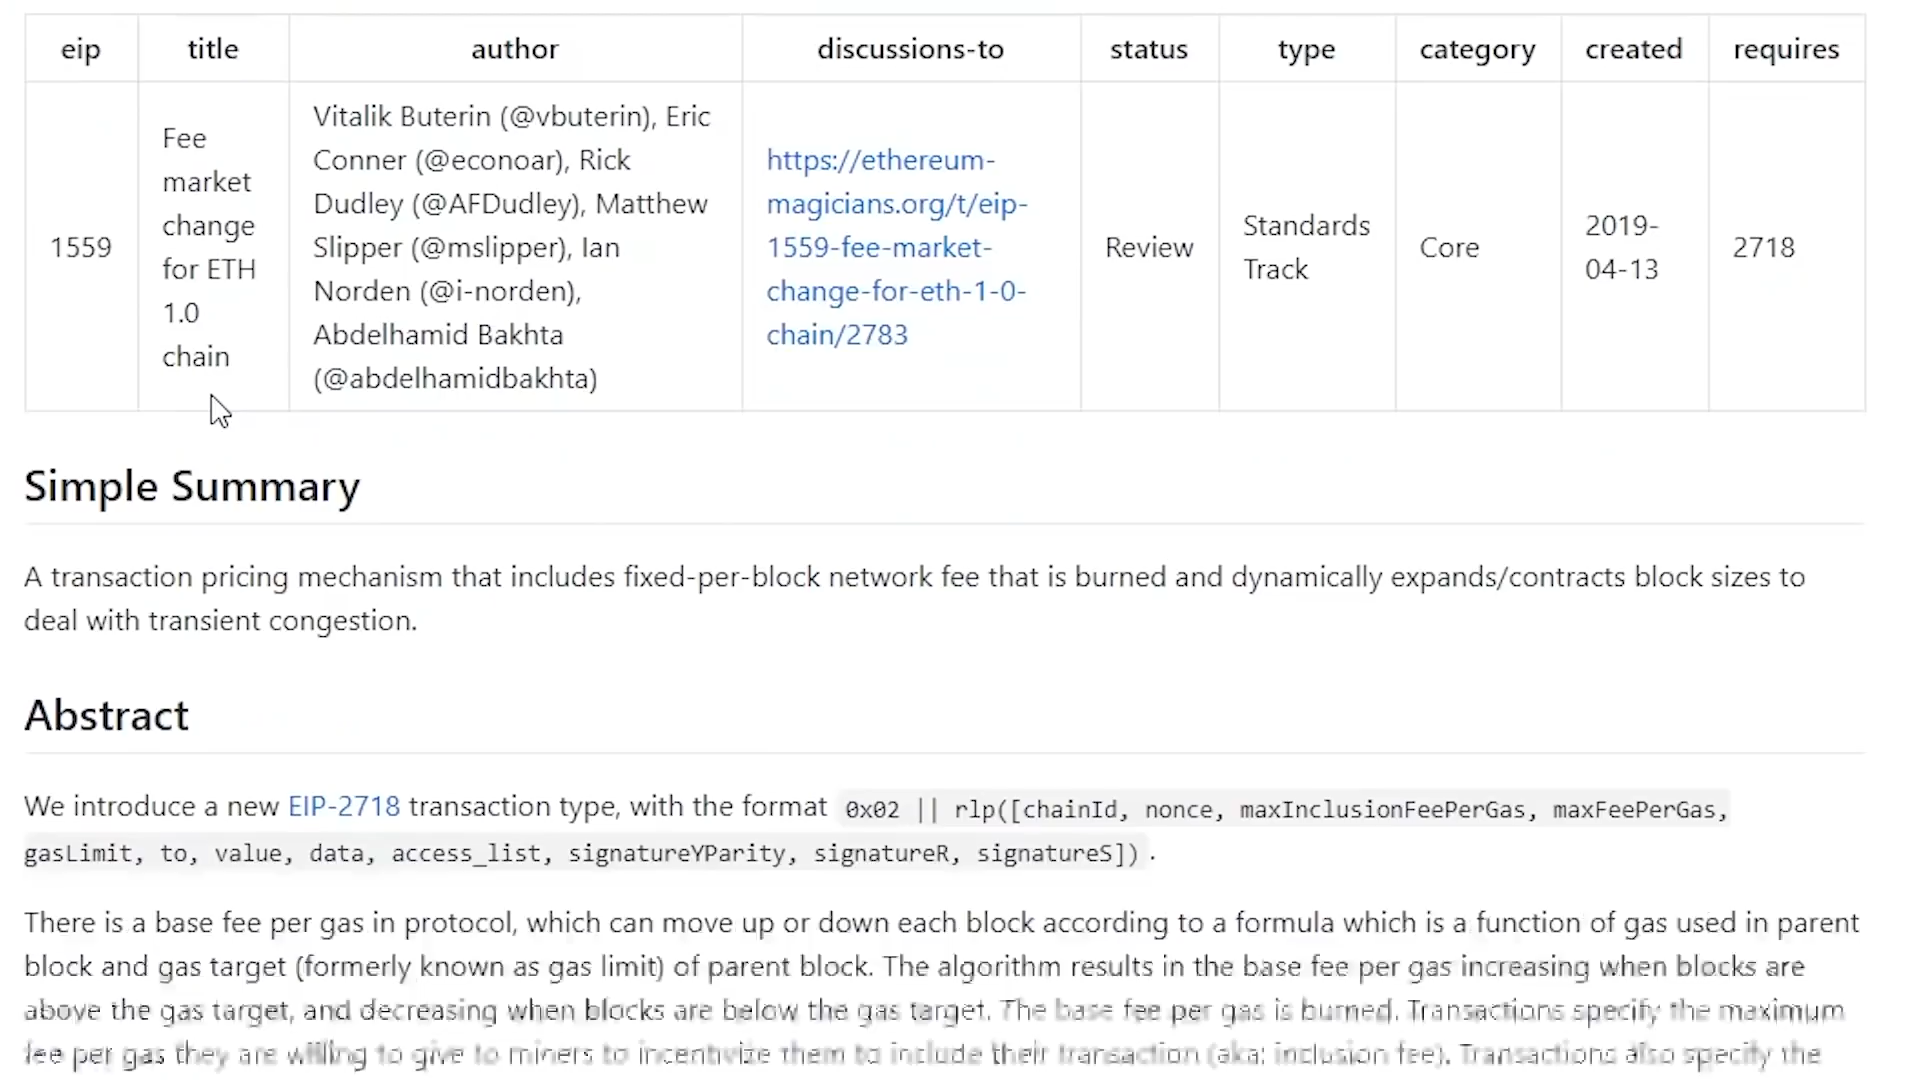 eip title author discussions-to status type category created requires
1559
Fee
market
change
for ETH
1.0
chain
Vitalik Buterin (@vbuterin), Eric
Conner (@econoar), Rick
Dudley (@AFDudley), Matthew
Slipper (@mslipper), Ian
Norden (@i-norden),
Abdelhamid Bakhta
(@abdelhamidbakhta)
https://ethereum-
magicians.org/t/eip-
1559-fee-market-
change-for-eth-1-0-
chain/2783
Review
Standards
Track
Core
2019-
04-13
2718
Simple Summary
A transaction pricing mechanism that includes fixed-per-block network fee that is burned and dynamically expands/contracts block sizes to
deal with transient congestion.
Abstract
We introduce a new EIP-2718 transaction type, with the format 0x02 || rlp([chainId, nonce, maxInclusionFeePerGas, maxFeePerGas,
gasLimit, to, value, data, access_list, signatureYParity, signatureR, signatureS]) .
There is a base fee per gas in protocol, which can move up or down each block according to a formula which is a function of gas used in parent
block and gas target (formerly known as gas limit) of parent block. The algorithm results in the base fee per gas increasing when blocks are
above the gas target, and decreasing when blocks are below the gas target. The base fee per gas is burned. Transactions specify the maximum
fee per gas they are willing to give to miners to incentivize them to include their transaction (aka: inclusion fee). Transactions also specify the